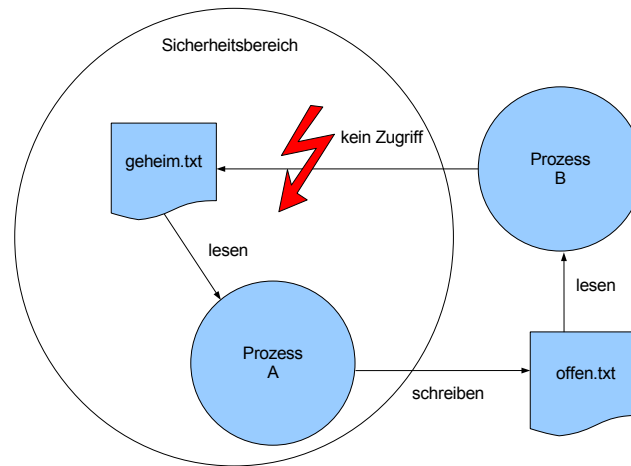 Sicherheitsbereich
geheim.txt
kein Zugriff
Prozess
B
lesen
lesen
Prozess
A
schreiben
offen.txt